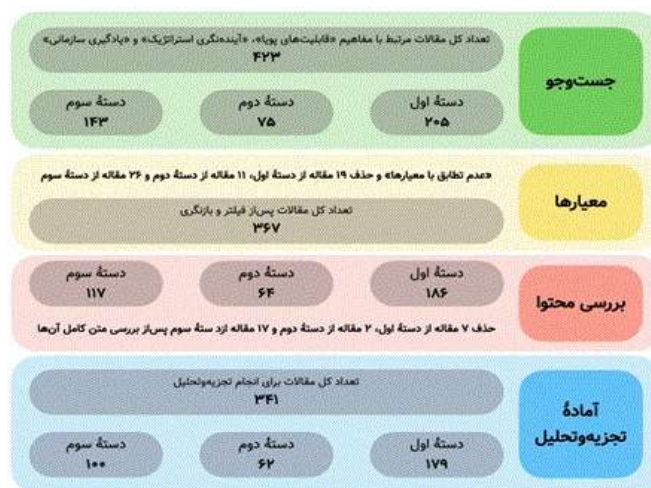 جست‌وجو
تعداد کل مقالات مرتبط با مفاهیم «قابلیت‌های پویا»، «آینده‌نگری استراتژیک» و «یادگیری سازمانی»
۴۲۳
دستهٔ اول
۲۰۵
دستهٔ دوم
۷۵
دستهٔ سوم
۱۴۳
معیارها
«عدم تطابق با معیارها» و حذف ۱۹ مقاله از دستهٔ اول، ۱۱ مقاله از دستهٔ دوم و ۲۶ مقاله از دستهٔ سوم
تعداد کل مقالات پس‌از فیلتر و بازنگری
۳۶۷
بررسی محتوا
دستهٔ اول
۱۸۶
دستهٔ دوم
۶۴
دستهٔ سوم
۱۱۷
حذف ۷ مقاله از دستهٔ اول، ۲ مقاله از دستهٔ دوم و ۱۷ مقاله ازد ستهٔ سوم پس‌از بررسی متن کامل آن‌ها
آمادهٔ
تجزیه‌وتحلیل
تعداد کل مقالات برای انجام تجزیه‌وتحلیل
۳۴۱
دستهٔ اول
۱۷۹
دستهٔ دوم
۶۲
دستهٔ سوم
۱۰۰